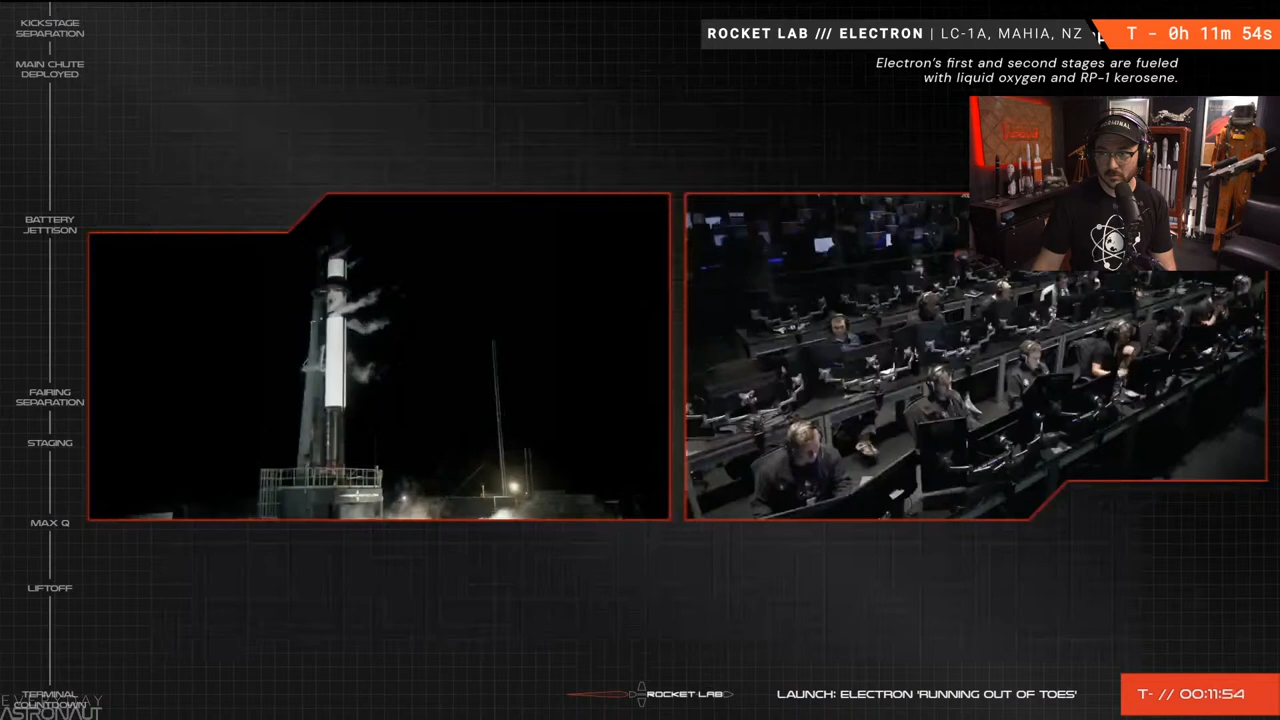 KICKSTAGE
SEPARATION
MAIN CHUTE
DEPLOYED
BATTERY
JETTISON
FAIRING
SEPARATION
STAGING
MAX Q
LIFTOFF
TERMINAL
COUNTDOWN
ROCKET LAB /// ELECTRON | LC-1A, MAHIA, NZ
T - 0h 11m 54s
Electron's first and second stages are fueled
with liquid oxygen and RP-1 kerosene.
EVERYDAY
ASTRONAUT
ROCKET LAB
LAUNCH: ELECTRON 'RUNNING OUT OF TOES'
T- // 00:11:54